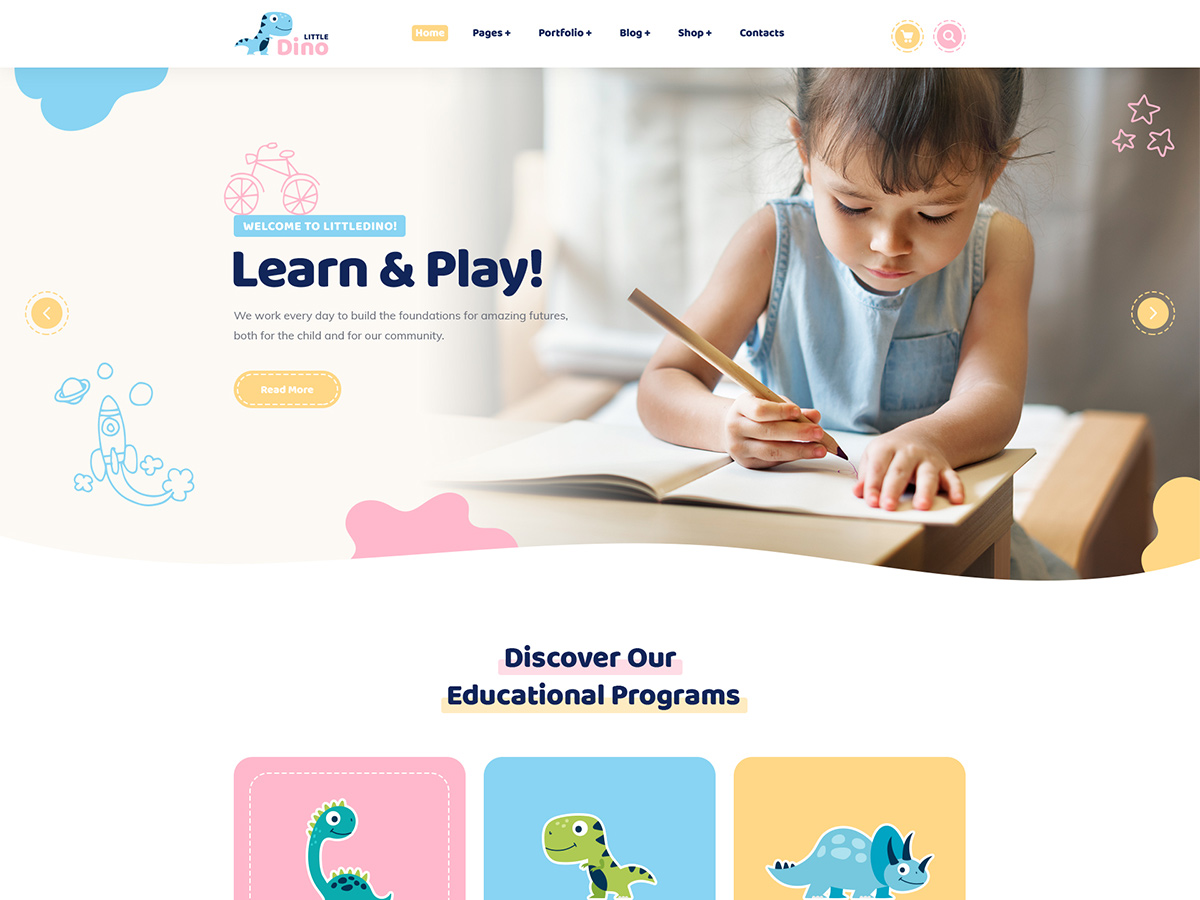 LITTLE
Dino
Home
Pages +
Portfolio +
Blog +
Shop +
Contacts
WELCOME TO LITTLEDINO!
Learn & Play!
We work every day to build the foundations for amazing futures,
both for the child and for our community.
Read More
Discover Our
Educational Programs